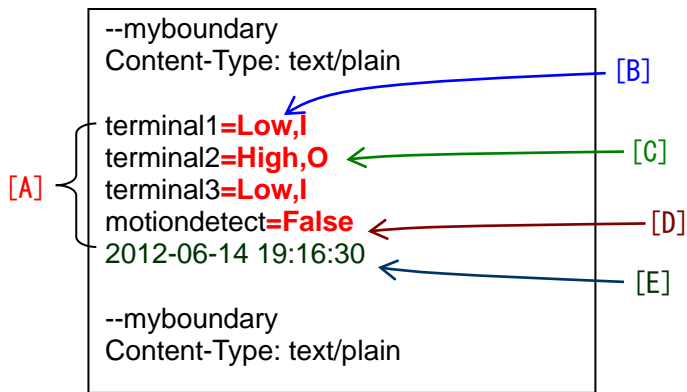 --myboundary
Content-Type: text/plain
[B]
terminal1=Low,I
terminal2=High,O
[C]
[A]
terminal3=Low,I
motiondetect=False
[D]
2012-06-14 19:16:30
[E]
--myboundary
Content-Type: text/plain